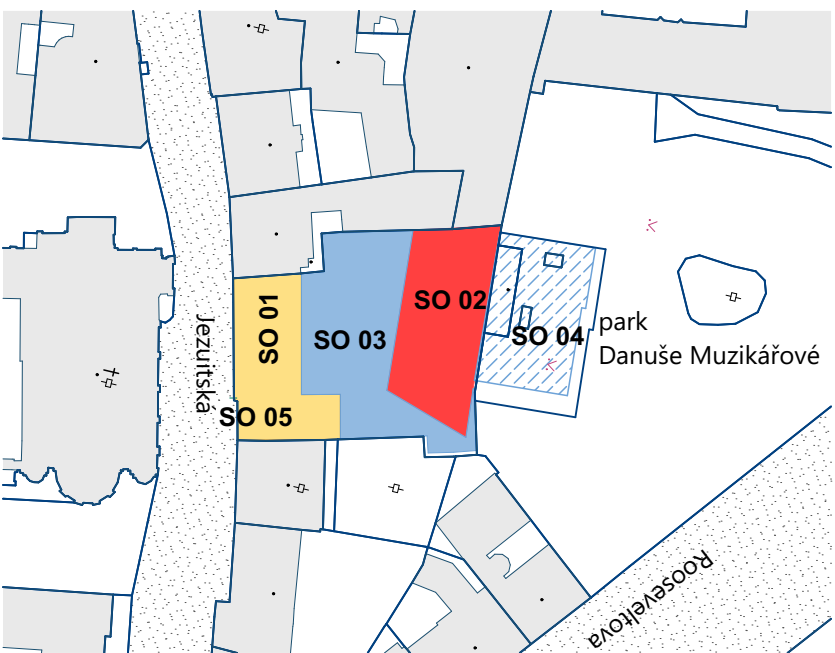 SO 01
SO 02
SO 03
SO 04
SO 05
park
Danuše Muzikářové
Jezuitská
Rooseveltova